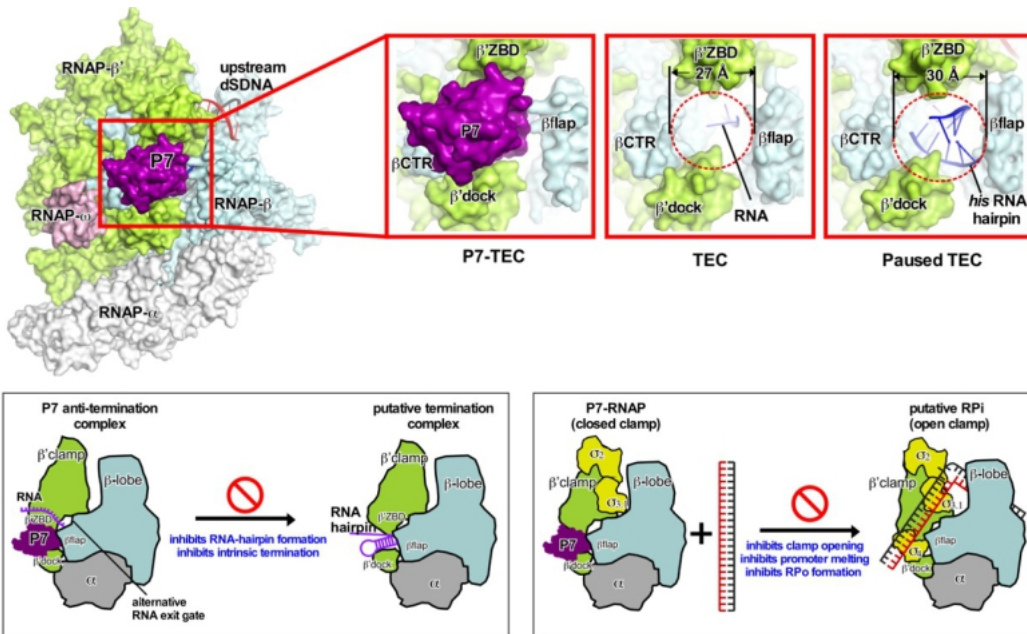 RNAP-β'
upstream
dsDNA
P7
RNAP-ω
RNAP-β
RNAP-α
β'ZBD
P7
βflap
βCTR
β'dock
P7-TEC
β'ZBD
27 Å
βCTR
βflap
β'dock
RNA
TEC
β'ZBD
30 Å
βCTR
βflap
β'dock
his RNA
hairpin
Paused TEC
P7 anti-termination
complex
β'clamp
β-lobe
RNA
β'ZBD
P7
βflap
β'dock
α
alternative
RNA exit gate
inhibits RNA-hairpin formation
inhibits intrinsic termination
putative termination
complex
β'clamp
β-lobe
RNA
hairpin
β'ZBD
βflap
β'dock
α
P7-RNAP
(closed clamp)
σ2
β'clamp
β-lobe
P7
βflap
β'dock
α
+
inhibits clamp opening
inhibits promoter melting
inhibits RPo formation
putative RPi
(open clamp)
σ2
β'clamp
β-lobe
σ3.1
βflap
β'dock
α